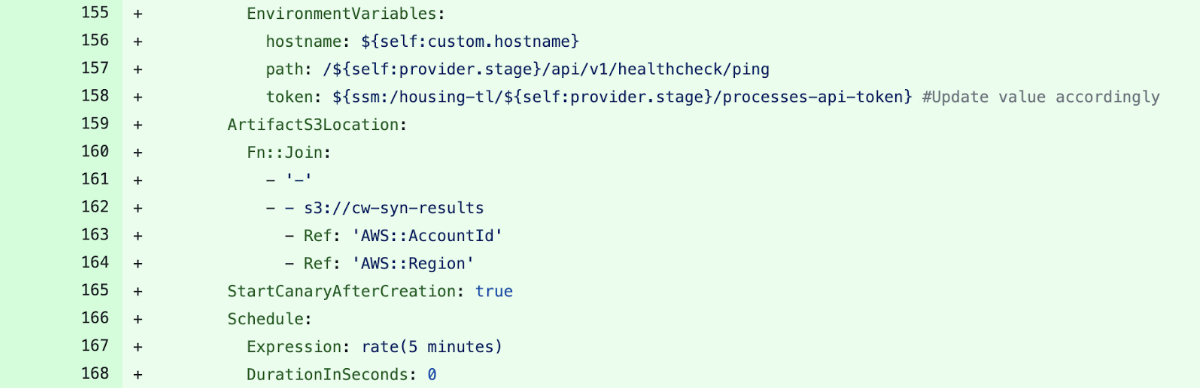 155 + EnvironmentVariables:
156 + hostname: ${self:custom.hostname}
157 + path: /${self:provider.stage}/api/v1/healthcheck/ping
158 + token: ${ssm:/housing-tl/${self:provider.stage}/processes-api-token} #Update value accordingly
159 + ArtifactS3Location:
160 + Fn::Join:
161 + - '-'
162 + - - s3://cw-syn-results
163 + - Ref: 'AWS::AccountId'
164 + - Ref: 'AWS::Region'
165 + StartCanaryAfterCreation: true
166 + Schedule:
167 + Expression: rate(5 minutes)
168 + DurationInSeconds: 0